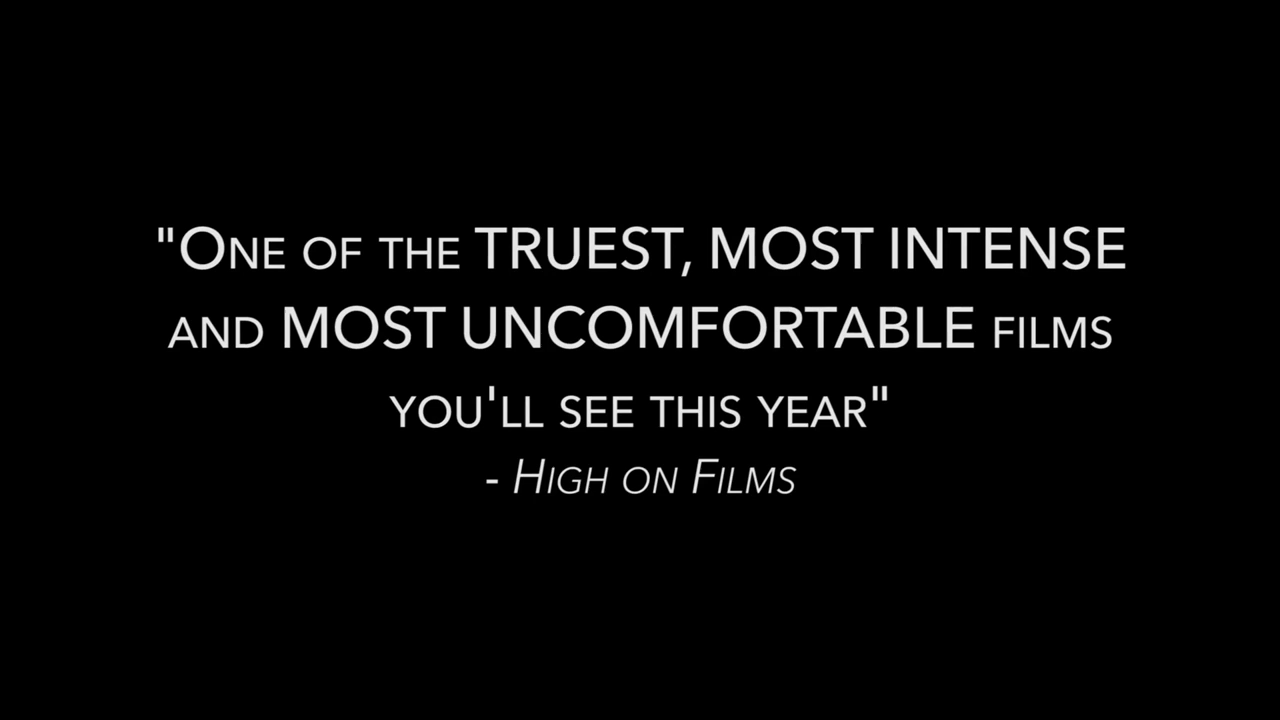 "One of the TRUEST, MOST INTENSE
and MOST UNCOMFORTABLE films
you'll see this year"
- High on Films